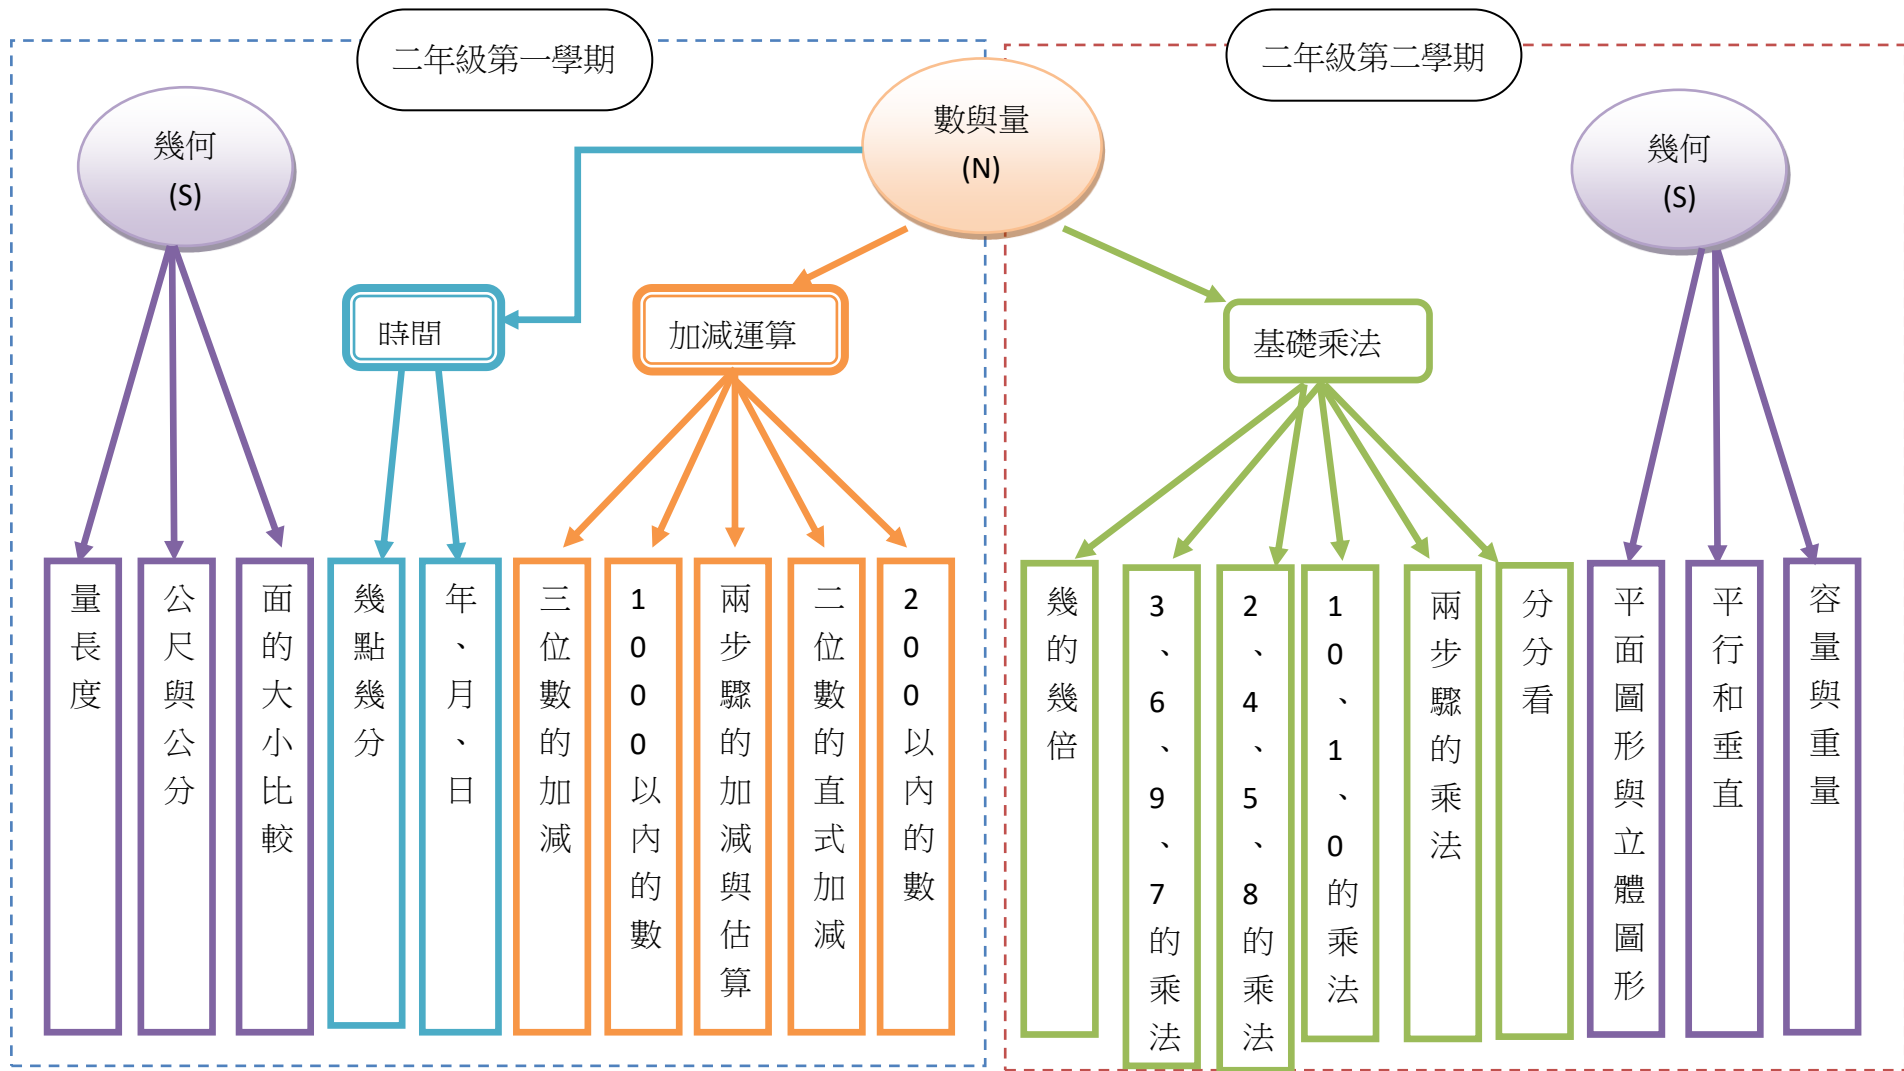 二年級第一學期
二年級第二學期
數與量
(N)
幾何
(S)
幾何
(S)
時間
加減運算
基礎乘法
量長度
公尺與公分
面的大小比較
幾點幾分
年、月、日
三位數的加減
1000以內的數
兩步驟的加減與估算
二位數的直式加減
200以內的數
幾的幾倍
3、6、9、7的乘法
2、4、5、8的乘法
10、1、0的乘法
兩步驟的乘法
分分看
平面圖形與立體圖形
平行和垂直
容量與重量